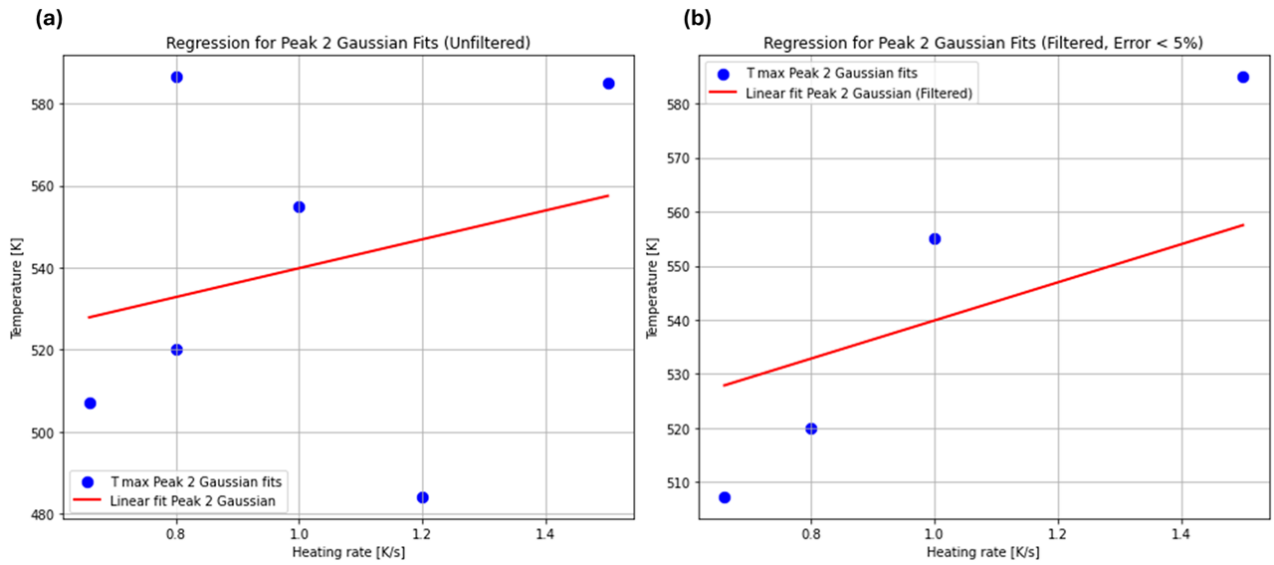 (a)
Regression for Peak 2 Gaussian Fits (Unfiltered)
580
560
540
520
500
480
Temperature [K]
T max Peak 2 Gaussian fits
Linear fit Peak 2 Gaussian
0.8 1.0 1.2 1.4
Heating rate [K/s]
(b)
Regression for Peak 2 Gaussian Fits (Filtered, Error < 5%)
T max Peak 2 Gaussian fits
Linear fit Peak 2 Gaussian (Filtered)
580
570
560
550
540
530
520
510
Temperature [K]
0.8 1.0 1.2 1.4
Heating rate [K/s]